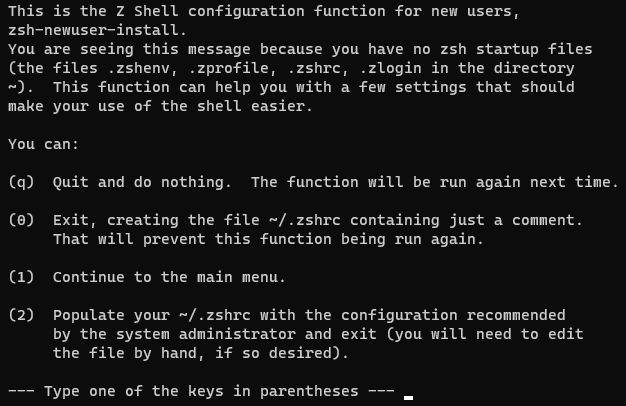 This is the Z Shell configuration function for new users,
zsh-newuser-install.
You are seeing this message because you have no zsh startup files
(the files .zshenv, .zprofile, .zshrc, .zlogin in the directory
~).  This function can help you with a few settings that should
make your use of the shell easier.

You can:

(q)  Quit and do nothing.  The function will be run again next time.

(0)  Exit, creating the file ~/.zshrc containing just a comment.
     That will prevent this function being run again.

(1)  Continue to the main menu.

(2)  Populate your ~/.zshrc with the configuration recommended
     by the system administrator and exit (you will need to edit
     the file by hand, if so desired).

--- Type one of the keys in parentheses ---